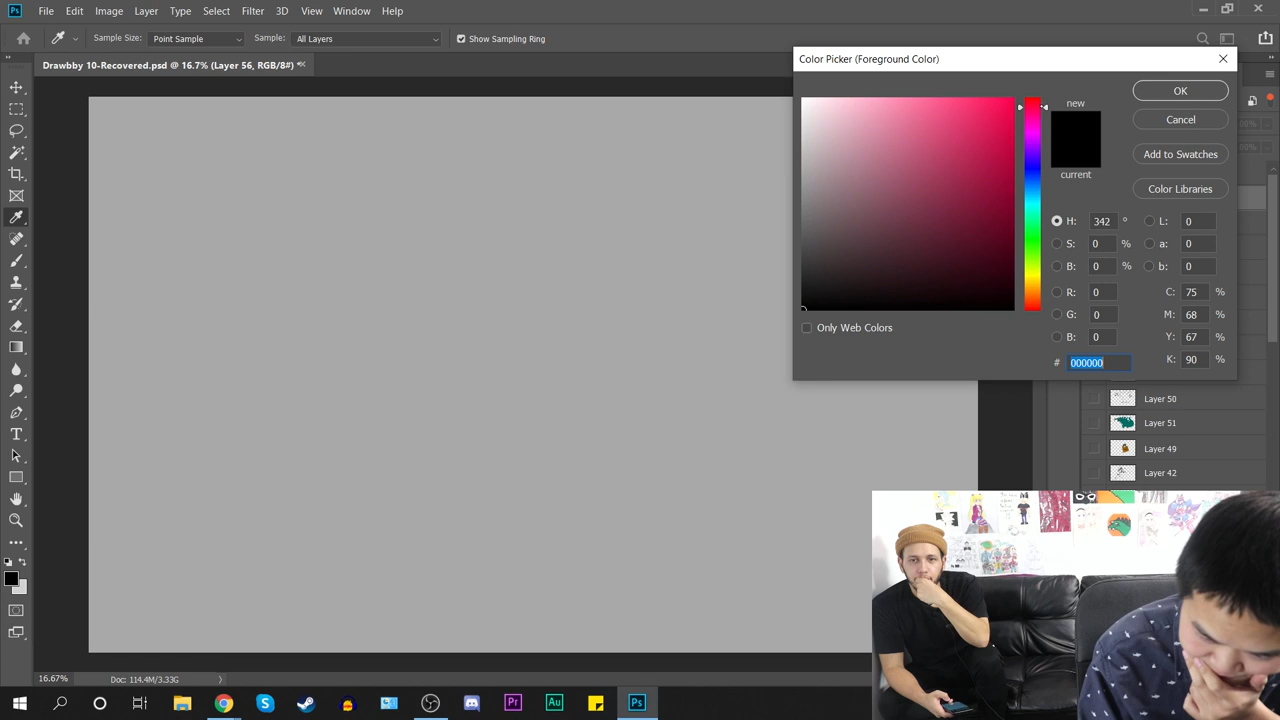 Ps File Edit Image Layer Type Select Filter 3D View Window Help
Sample Size: Point Sample Sample: All Layers Show Sampling Ring
Drawbby 10-Recovered.psd @ 16.7% (Layer 56, RGB/8#) *
Color Picker (Foreground Color)
new
current
OK
Cancel
Add to Swatches
Color Libraries
H: 342 ° L: 0
S: 0 % a: 0
B: 0 % b: 0
R: 0 C: 75 %
G: 0 M: 68 %
B: 0 Y: 67 %
# 000000 K: 90 %
Only Web Colors
Layer 50
Layer 51
Layer 49
Layer 42
16.67% Doc: 114.4M/3.33G
Pr Au Ps